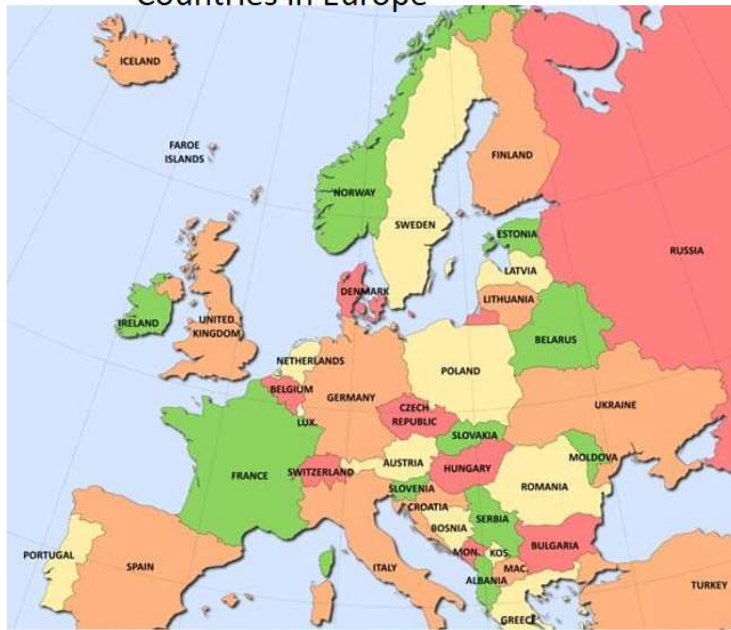 Countries in Europe
ICELAND
FAROE
ISLANDS
NORWAY
FINLAND
SWEDEN
RUSSIA
ESTONIA
LATVIA
DENMARK
LITHUANIA
IRELAND
UNITED
KINGDOM
BELARUS
NETHERLANDS
POLAND
BELGIUM
GERMANY
UKRAINE
CZECH
REPUBLIC
LUX.
SLOVAKIA
FRANCE
SWITZERLAND
AUSTRIA
HUNGARY
MOLDOVA
SLOVENIA
ROMANIA
CROATIA
SERBIA
BOSNIA
BULGARIA
PORTUGAL
SPAIN
ITALY
MON.
KOS.
MAC.
ALBANIA
TURKEY
GREECE